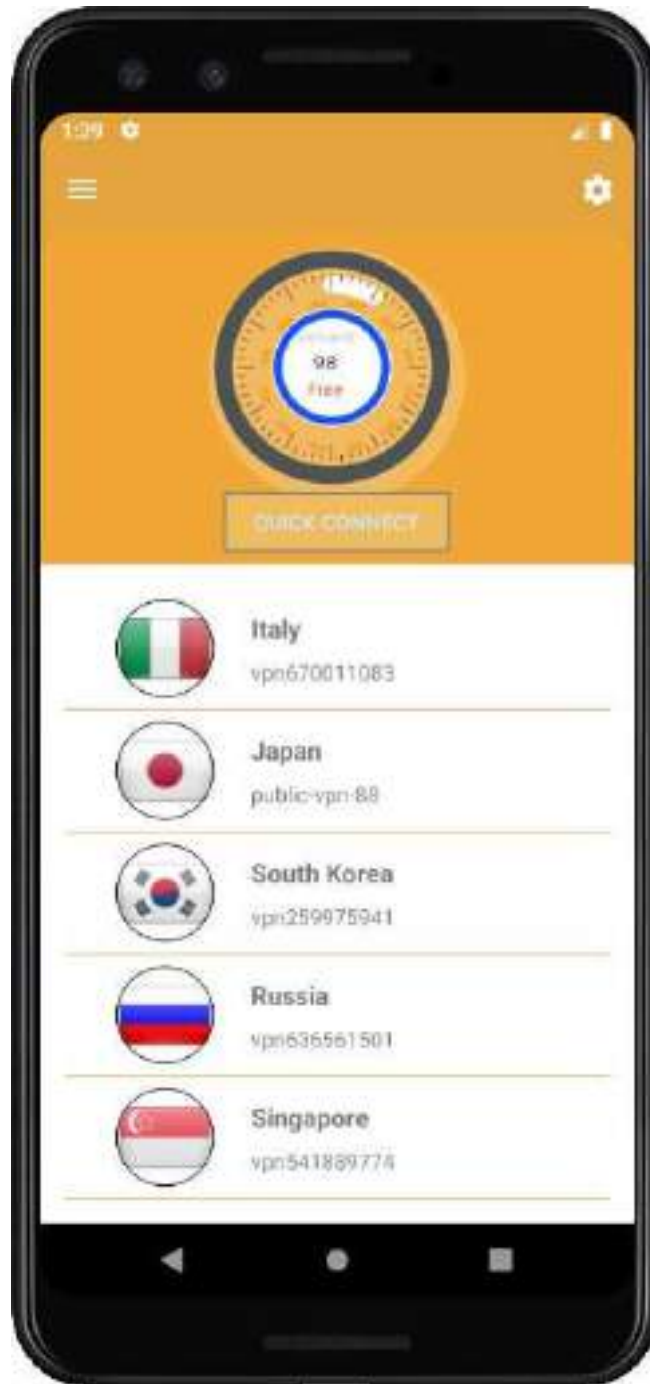 1:39
98
Free
QUICK CONNECT
Italy
vpn670011083
Japan
public-vpn-88
South Korea
vpn259975941
Russia
vpn636561501
Singapore
vpn541889774